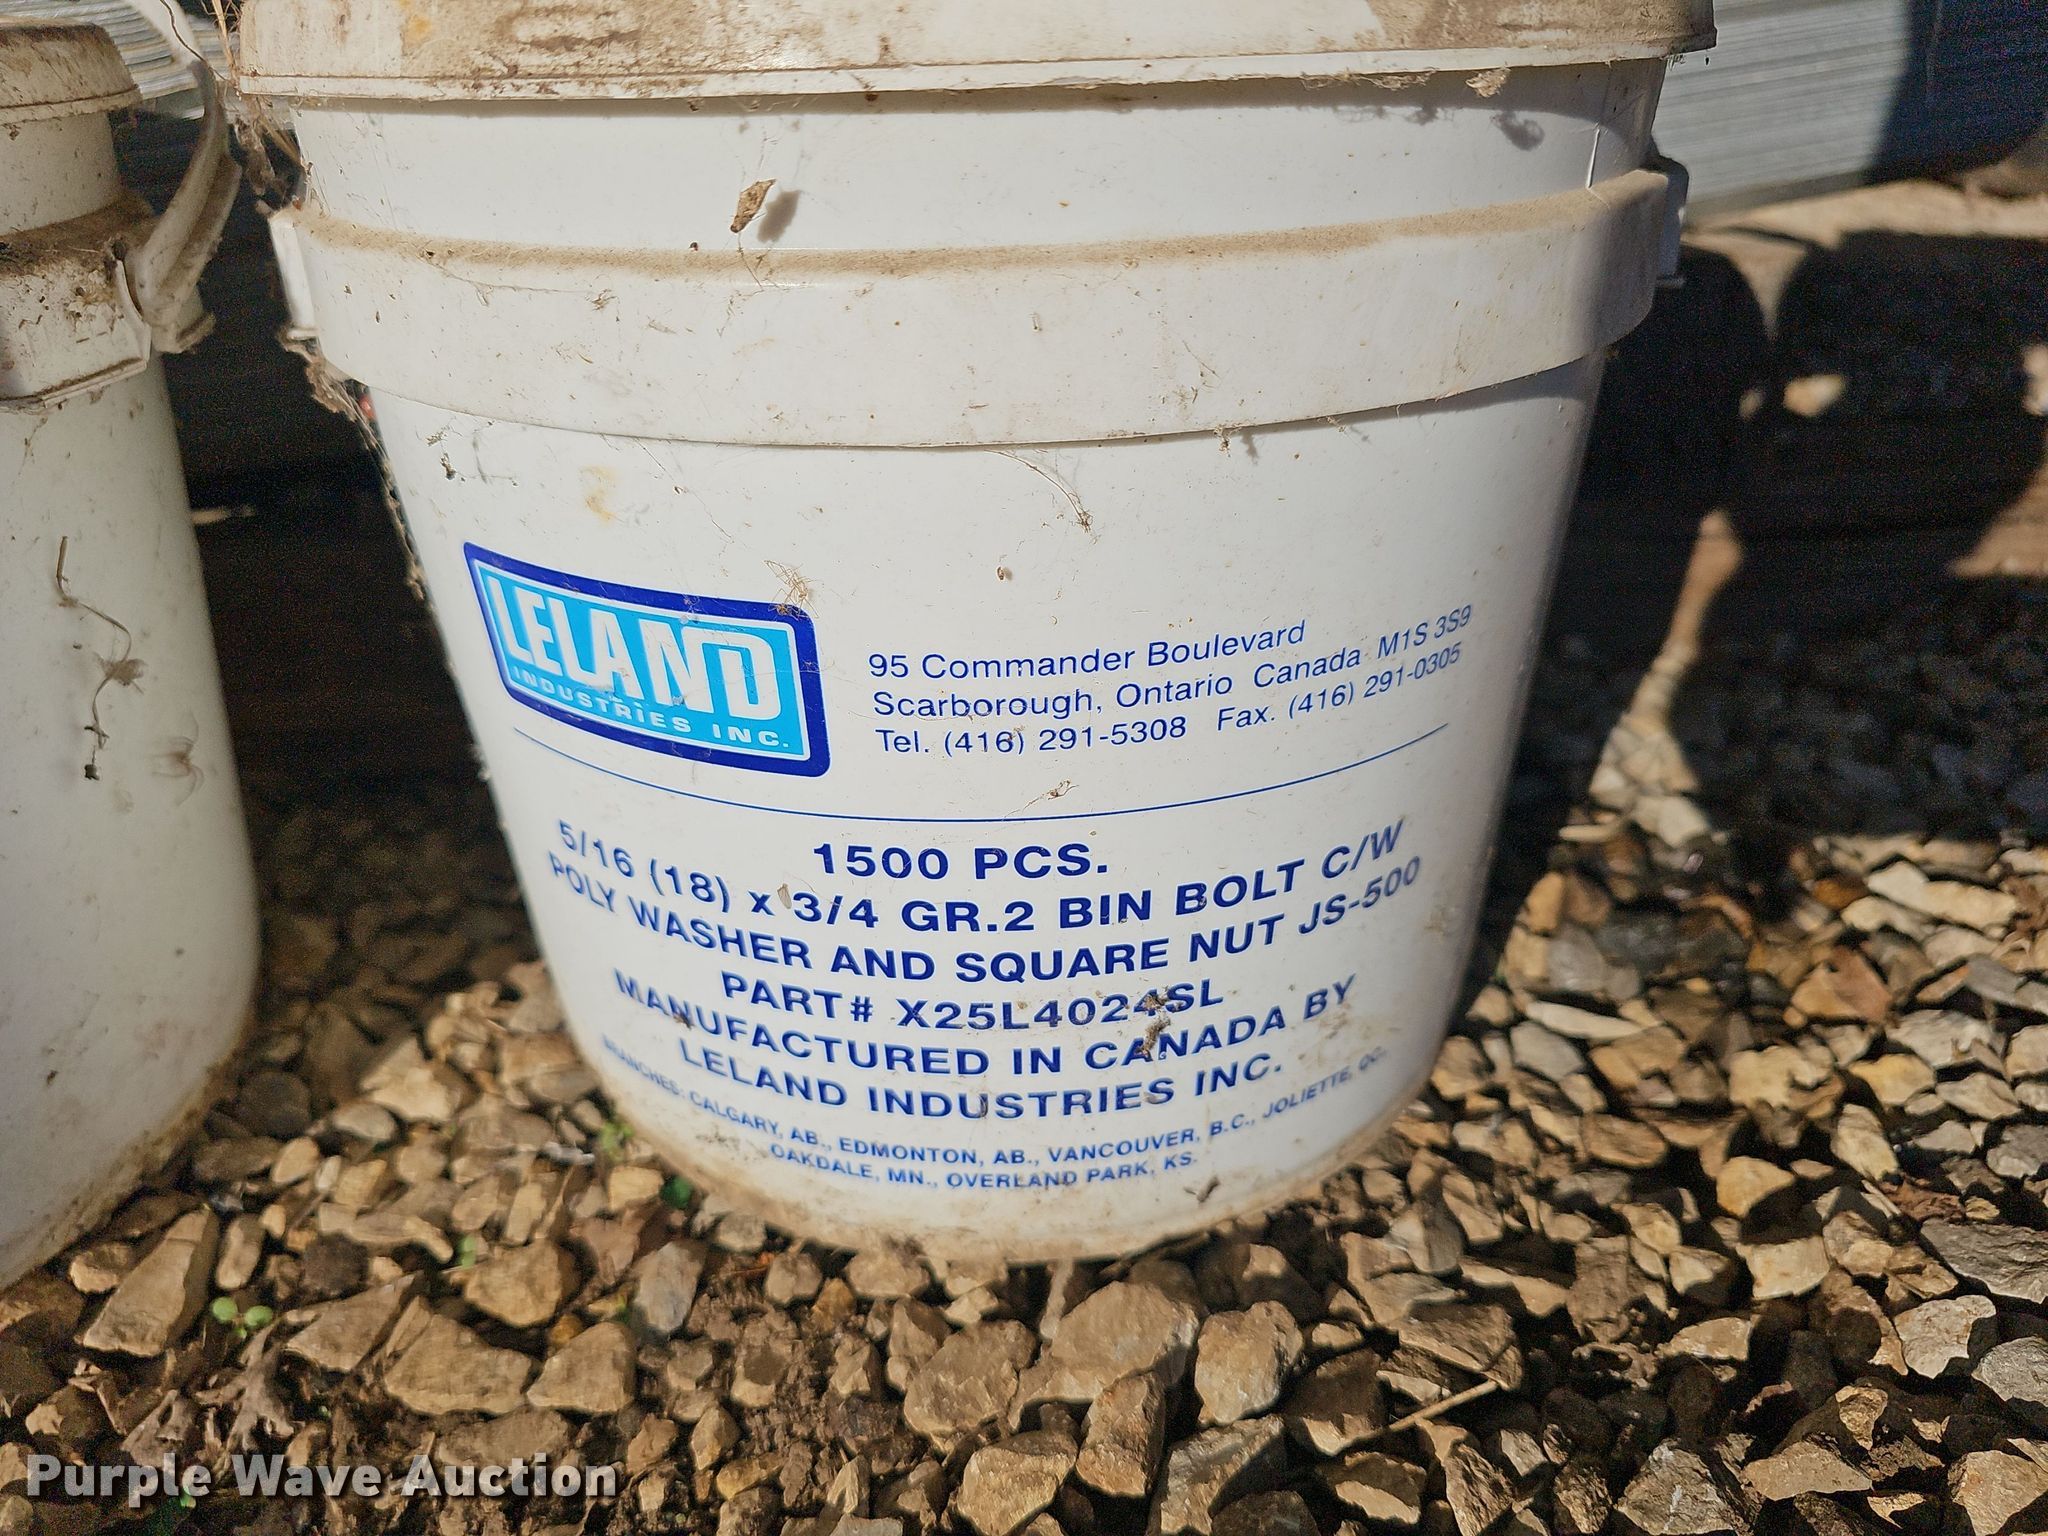 LELAND
INDUSTRIES INC.
95 Commander Boulevard
Scarborough, Ontario Canada M1S 3S9
Tel. (416) 291-5308 Fax. (416) 291-0305
1500 PCS.
5/16 (18) x 3/4 GR.2 BIN BOLT C/W
POLY WASHER AND SQUARE NUT JS-500
PART# X25L4024SL
MANUFACTURED IN CANADA BY
LELAND INDUSTRIES INC.
BRANCHES: CALGARY, AB., EDMONTON, AB., VANCOUVER, B.C., JOLIETTE, QC.,
OAKDALE, MN., OVERLAND PARK, KS.
Purple Wave Auction